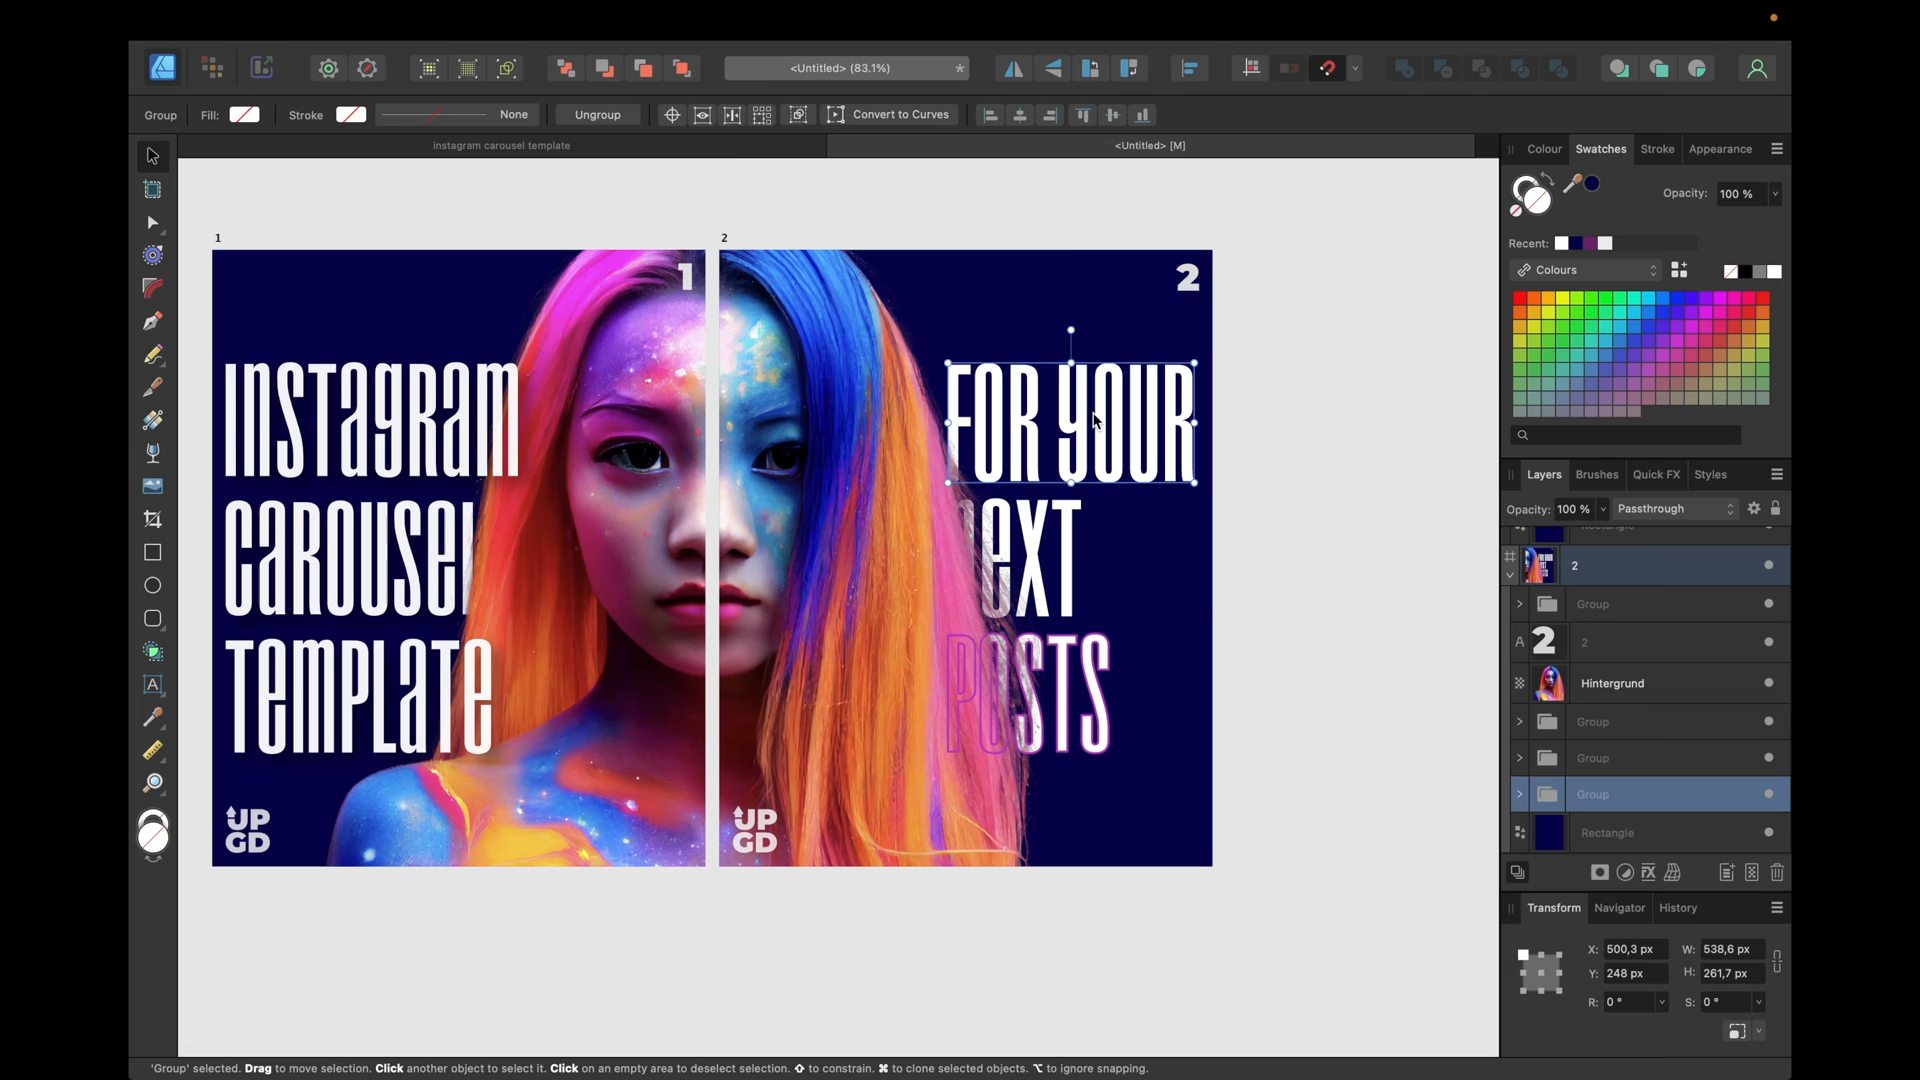 <Untitled> (83.1%)
*
Group
Fill:
Stroke
None
Ungroup
Convert to Curves
instagram carousel template
<Untitled> [M]
1
2
1
2
INSTAGRAM
CAROUSEL
TEMPLATE
UP
GD
FOR YOUR
NEXT
POSTS
UP
GD
Colour
Swatches
Stroke
Appearance
Opacity:
100 %
Recent:
Colours
Layers
Brushes
Quick FX
Styles
Opacity:
100 %
Passthrough
Rectangle
2
Group
A
2
2
Hintergrund
Group
Group
Group
Rectangle
Transform
Navigator
History
X:
500,3 px
W:
538,6 px
Y:
248 px
H:
261,7 px
R:
0 °
S:
0 °
'Group' selected. Drag to move selection. Click another object to select it. Click on an empty area to deselect selection. ⇧ to constrain. ⌘ to clone selected objects. ⌥ to ignore snapping.